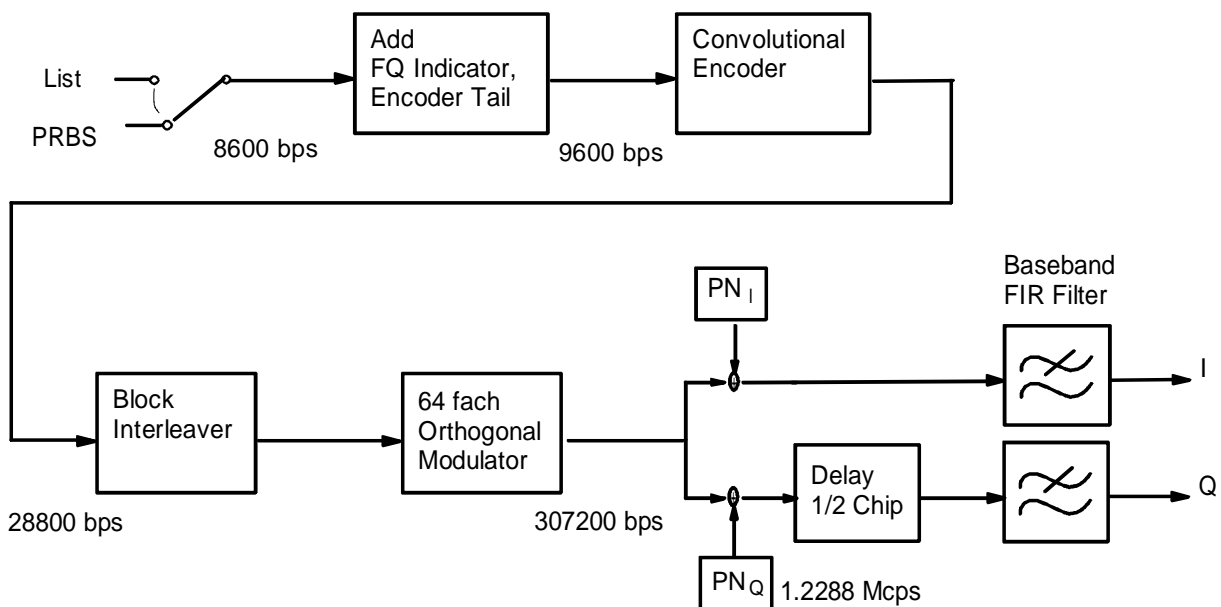 List
PRBS
8600 bps
Add
FQ Indicator,
Encoder Tail
9600 bps
Convolutional
Encoder
28800 bps
Block
Interleaver
64 fach
Orthogonal
Modulator
307200 bps
PN I
PN Q
1.2288 Mcps
Delay
1/2 Chip
Baseband
FIR Filter
I
Q